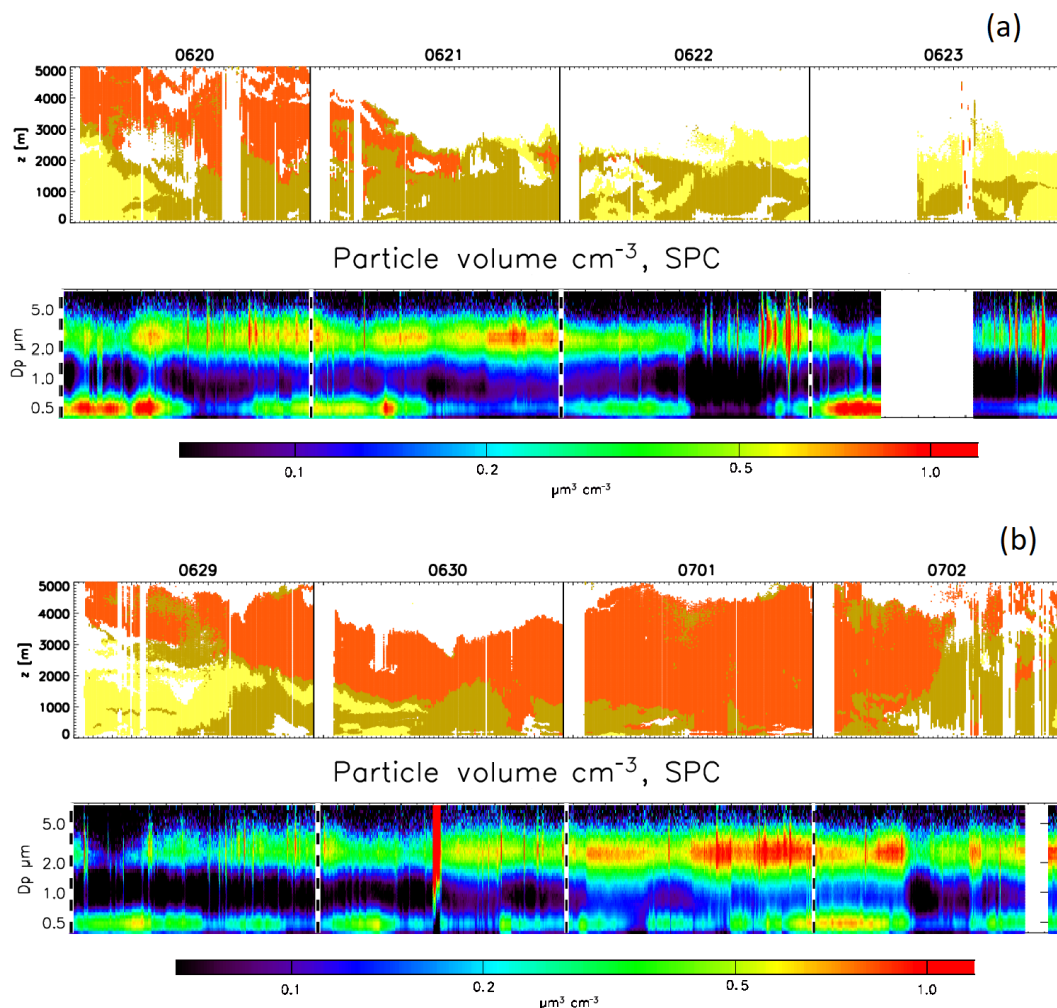 (a)
0620 0621 0622 0623
5000
4000
3000
2000
1000
0
z [m]
Particle volume cm⁻³, SPC
5.0
2.0
1.0
0.5
Dp µm
0.1 0.2 0.5 1.0
µm³ cm⁻³
(b)
0629 0630 0701 0702
5000
4000
3000
2000
1000
0
z [m]
Particle volume cm⁻³, SPC
5.0
2.0
1.0
0.5
Dp µm
0.1 0.2 0.5 1.0
µm³ cm⁻³